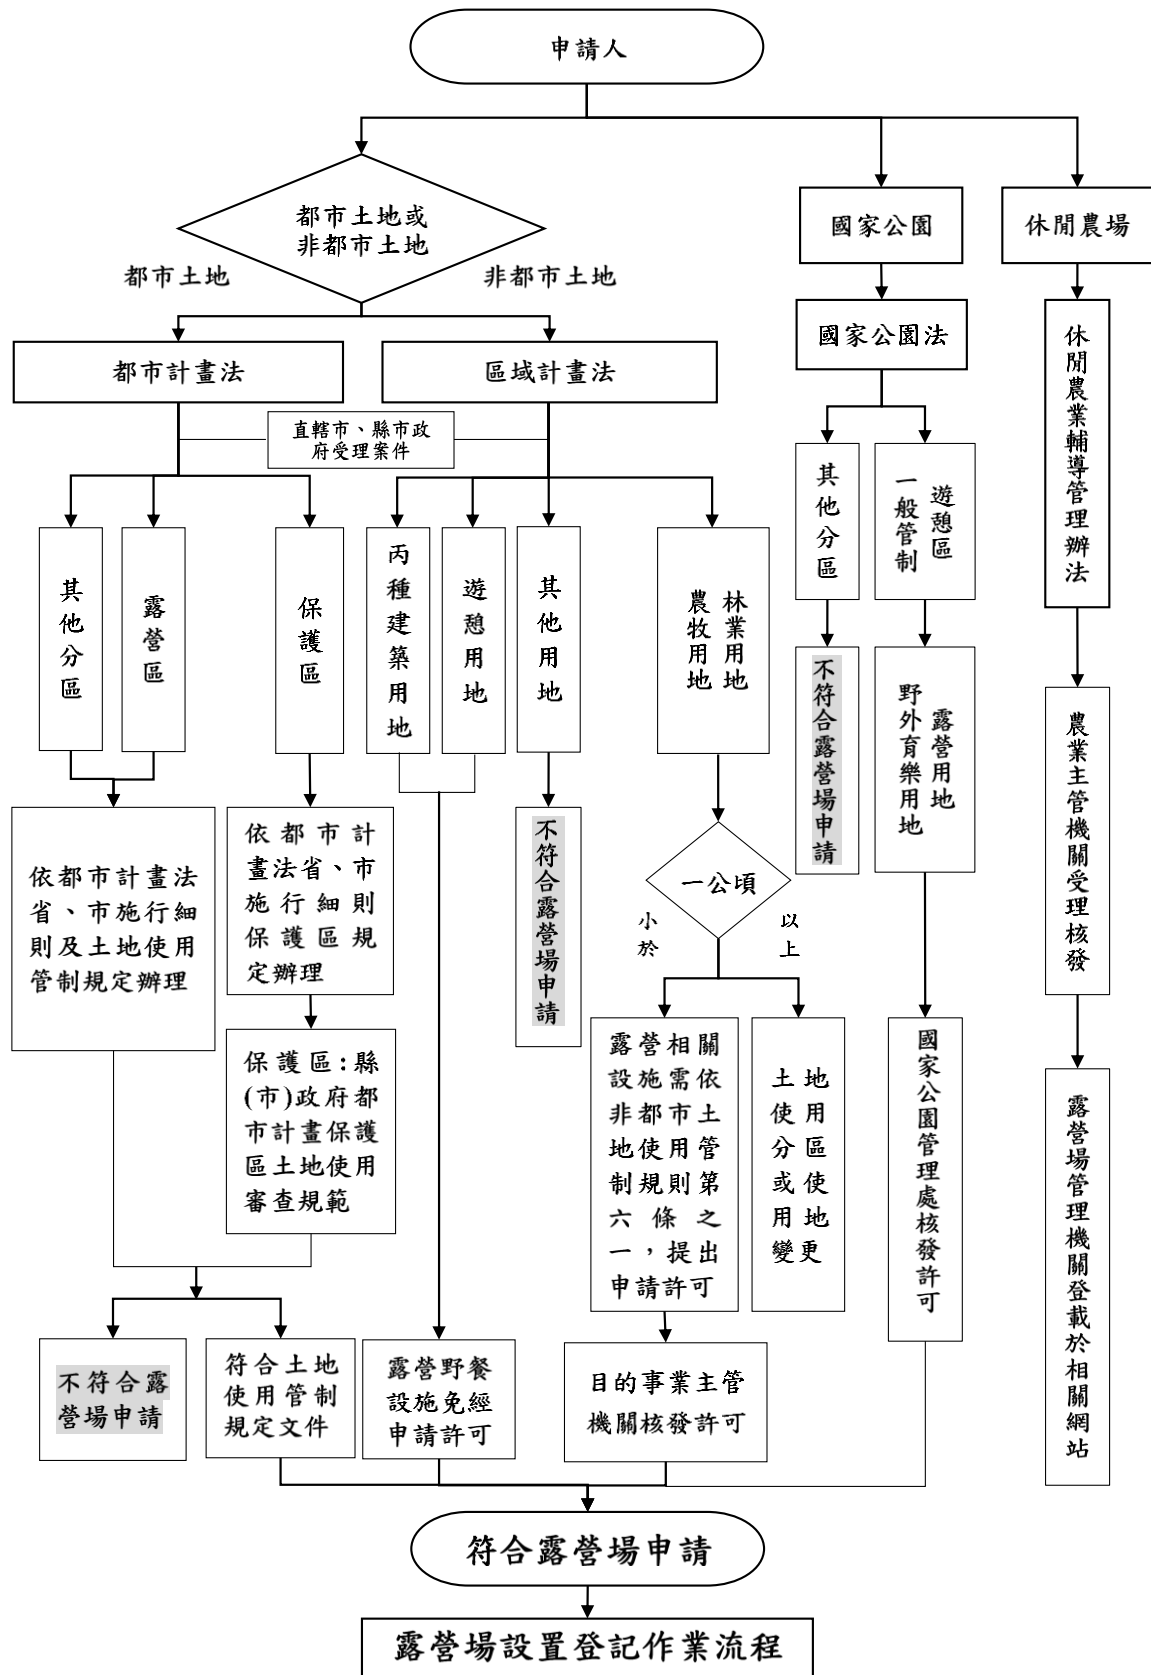 申請人
都市土地或
非都市土地
都市土地
非都市土地
國家公園
休閒農場
都市計畫法
區域計畫法
直轄市、縣市政
府受理案件
國家公園法
休閒農業輔導管理辦法
其他分區
露營區
保護區
丙種建築用地
遊憩用地
其他用地
林業用地
農牧用地
其他分區
遊憩區
一般管制
不符合露營場申請
露營用地
野外育樂用地
農業主管機關受理核發
依都市計畫法
省、市施行細
則及土地使用
管制規定辦理
依都市計
畫法省、市
施行細則
保護區規
定辦理
不符合露營場申請
一公頃
小於
以上
保護區:縣
(市)政府都
市計畫保護
區土地使用
審查規範
露營相關
設施需依
非都市土
地使用管
制規則第
六條之
一,提出
申請許可
土地
使用
分區
或使
用地
變更
國家公園管理處核發許可
露營場管理機關登載於相關網站
不符合露
營場申請
符合土地
使用管制
規定文件
露營野餐
設施免經
申請許可
目的事業主管
機關核發許可
符合露營場申請
露營場設置登記作業流程